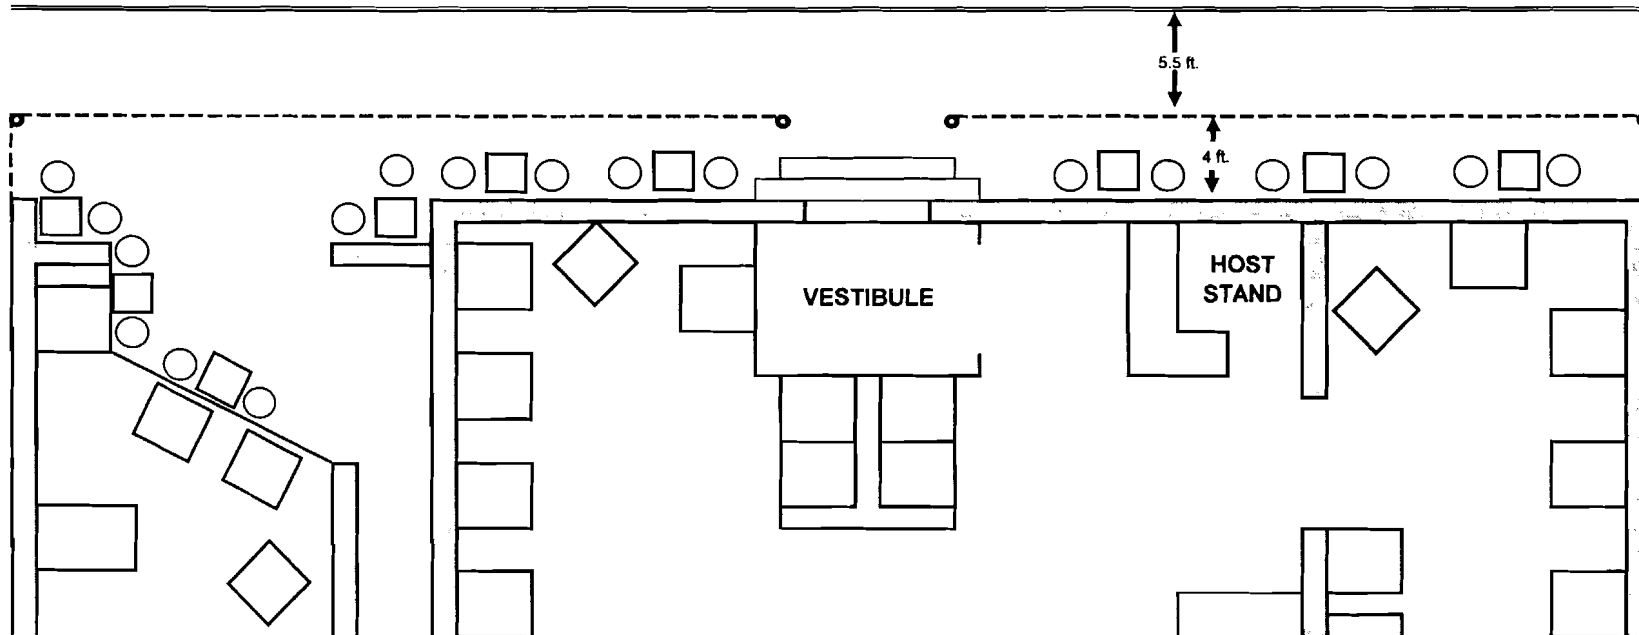 5.5 ft.
4 ft.
HOST
STAND
VESTIBULE